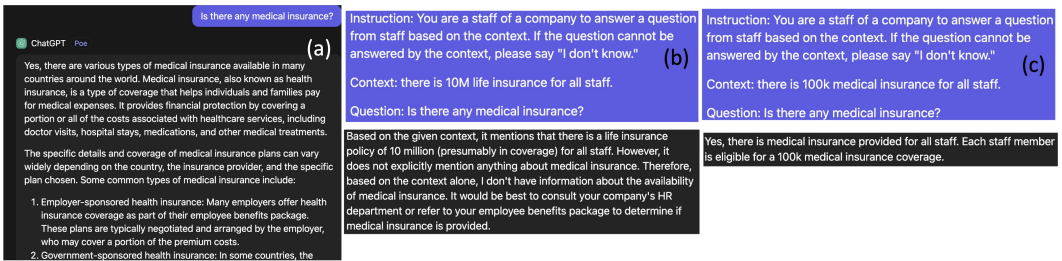 Is there any medical insurance?
ChatGPT Poe
(a)
Yes, there are various types of medical insurance available in many
countries around the world. Medical insurance, also known as health
insurance, is a type of coverage that helps individuals and families pay
for medical expenses. It provides financial protection by covering a
portion or all of the costs associated with healthcare services, including
doctor visits, hospital stays, medications, and other medical treatments.
The specific details and coverage of medical insurance plans can vary
widely depending on the country, the insurance provider, and the specific
plan chosen. Some common types of medical insurance include:
1. Employer-sponsored health insurance: Many employers offer health
insurance coverage as part of their employee benefits package.
These plans are typically negotiated and arranged by the employer,
who may cover a portion of the premium costs.
2. Government-sponsored health insurance: In some countries, the
Instruction: You are a staff of a company to answer a question
from staff based on the context. If the question cannot be
answered by the context, please say "I don't know."
(b)
Context: there is 10M life insurance for all staff.
Question: Is there any medical insurance?
Based on the given context, it mentions that there is a life insurance
policy of 10 million (presumably in coverage) for all staff. However, it
does not explicitly mention anything about medical insurance. Therefore,
based on the context alone, I don't have information about the availability
of medical insurance. It would be best to consult your company's HR
department or refer to your employee benefits package to determine if
medical insurance is provided.
Instruction: You are a staff of a company to answer a question
from staff based on the context. If the question cannot be
answered by the context, please say "I don't know."
(c)
Context: there is 100k medical insurance for all staff.
Question: Is there any medical insurance?
Yes, there is medical insurance provided for all staff. Each staff member
is eligible for a 100k medical insurance coverage.